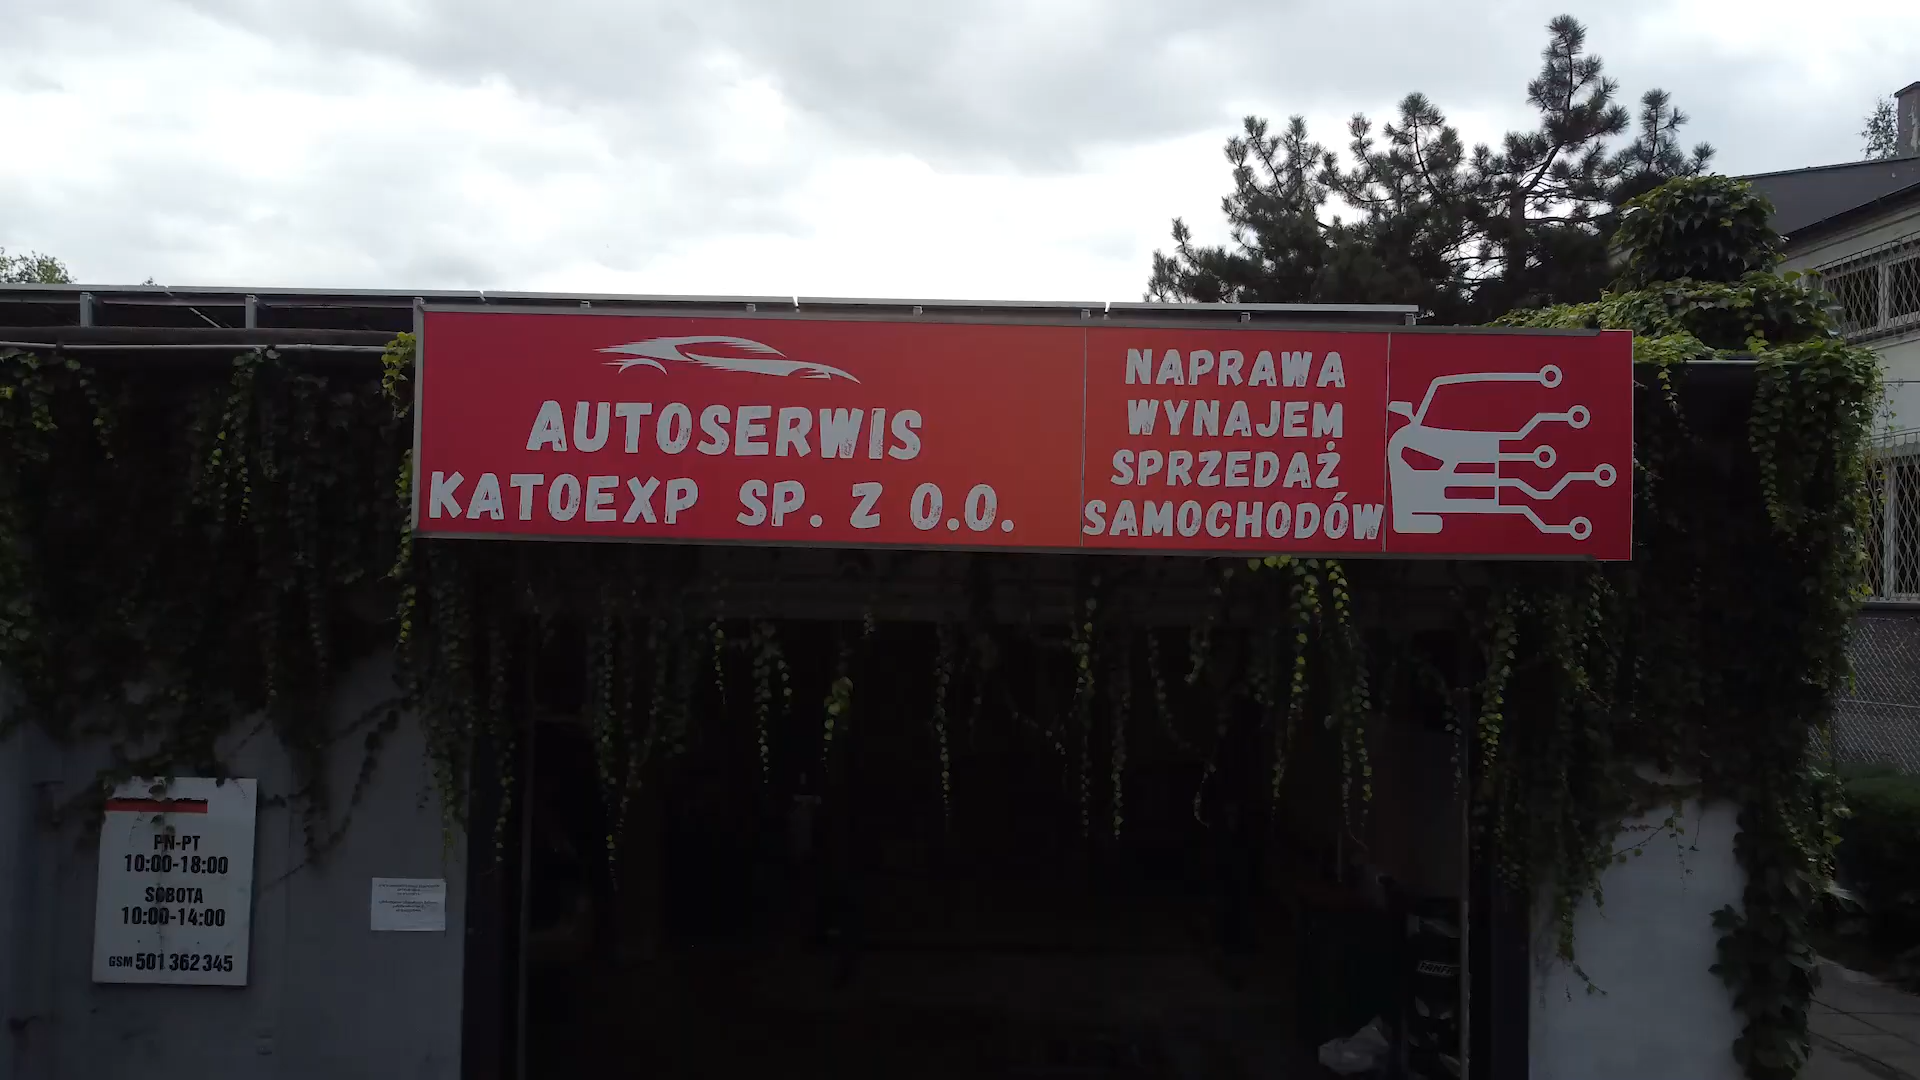 AUTOSERWIS
KATOEXP SP. Z O.O.
NAPRAWA
WYNAJEM
SPRZEDAŻ
SAMOCHODÓW
PN-PT
10:00-18:00
SOBOTA
10:00-14:00
GSM 501 362 345